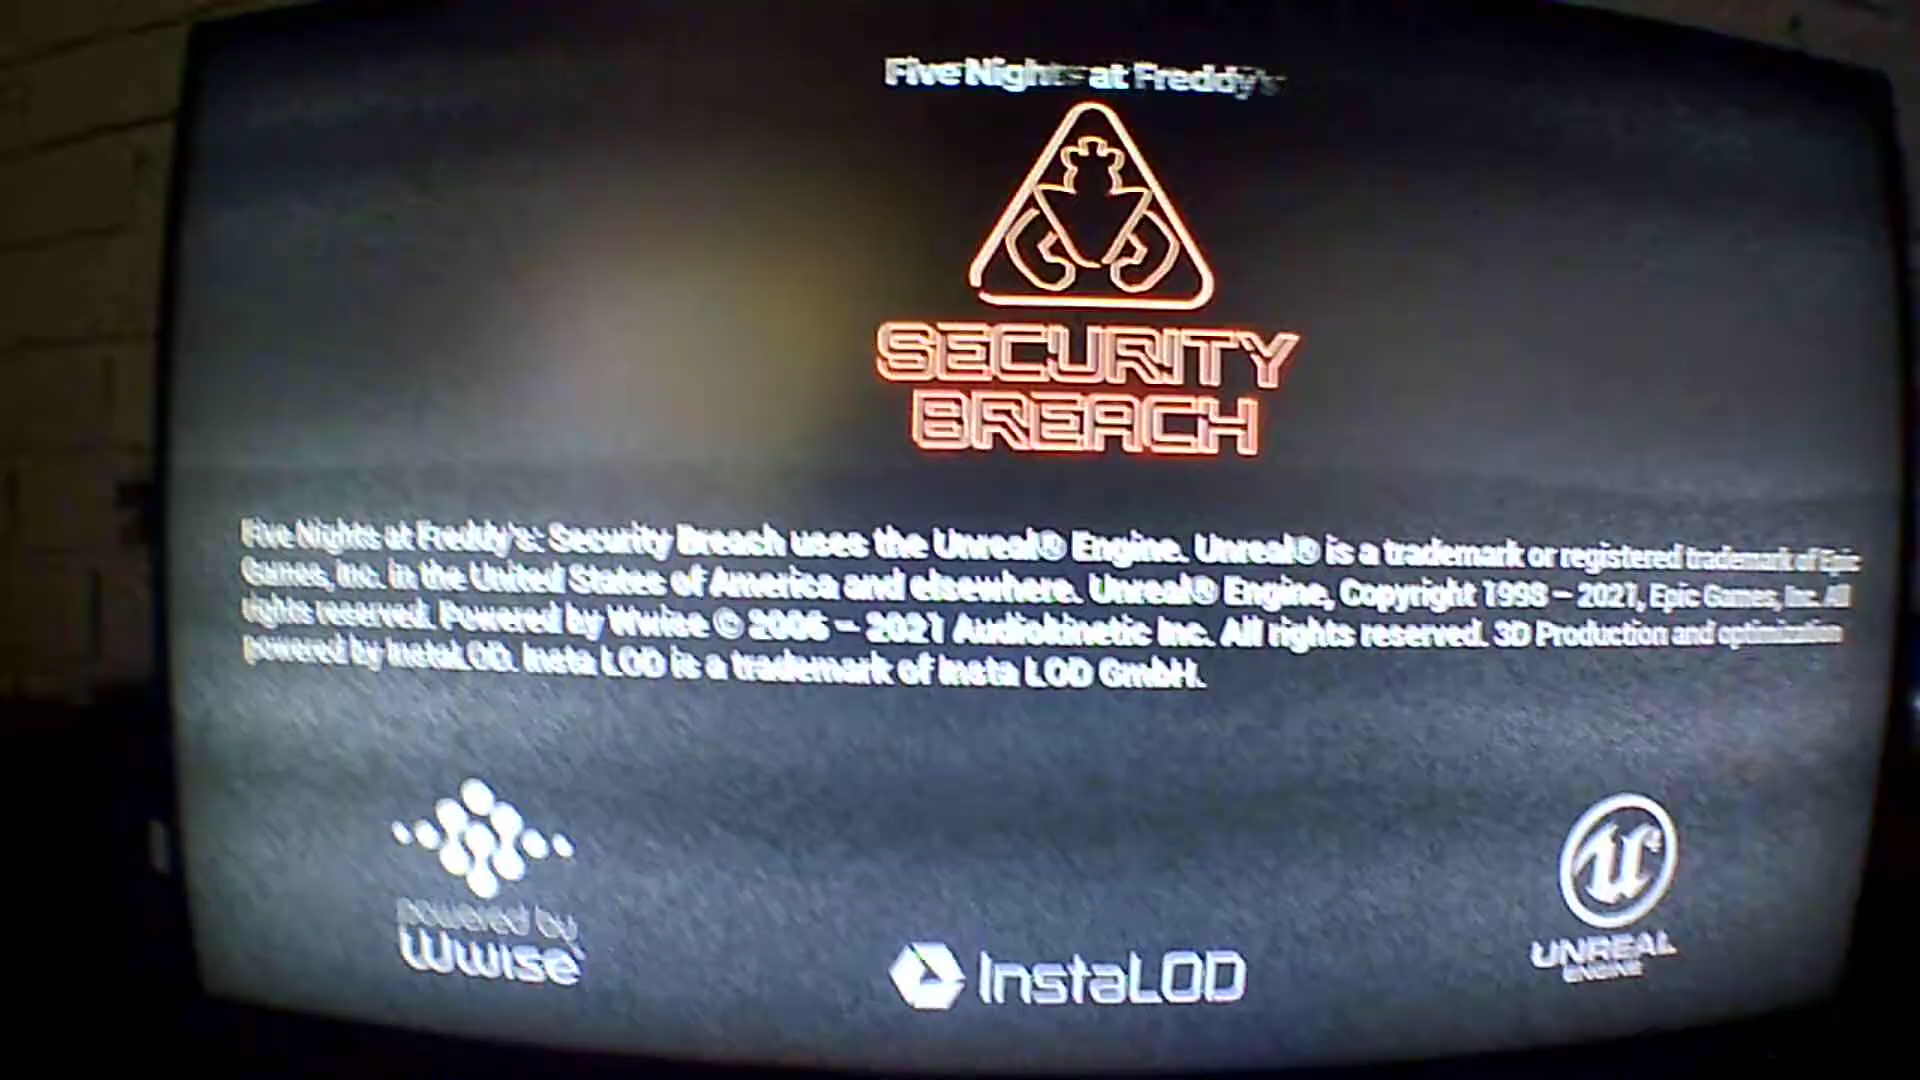 Five Nights at Freddy's
SECURITY
BREACH
Five Nights at Freddy's: Security Breach uses the Unreal® Engine. Unreal® is a trademark or registered trademark of Epic
Games, Inc. in the United States of America and elsewhere. Unreal® Engine, Copyright 1998 – 2021, Epic Games, Inc. All
rights reserved. Powered by Wwise © 2006 – 2021 Audiokinetic Inc. All rights reserved. 3D Production and optimization
powered by InstaLOD. Insta LOD is a trademark of Insta LOD GmbH.
powered by
Wwise
InstaLOD
UNREAL
ENGINE